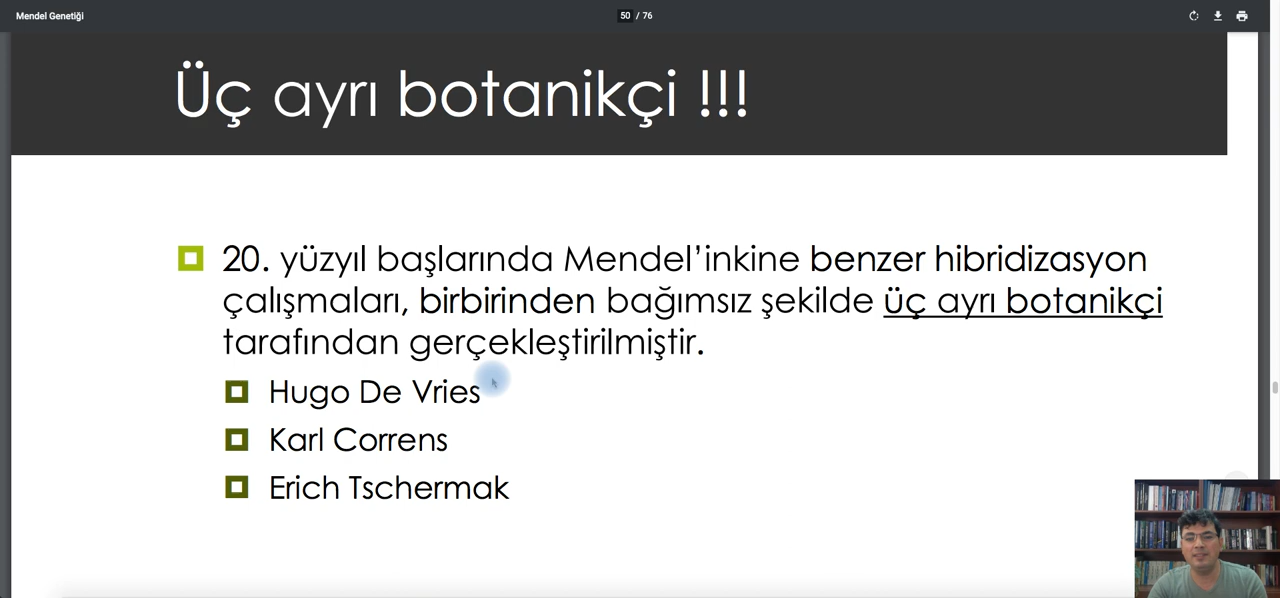 Mendel Genetiği
50 / 76
Üç ayrı botanikçi !!!
20. yüzyıl başlarında Mendel'inkine benzer hibridizasyon
çalışmaları, birbirinden bağımsız şekilde üç ayrı botanikçi
tarafından gerçekleştirilmiştir.
Hugo De Vries
Karl Correns
Erich Tschermak